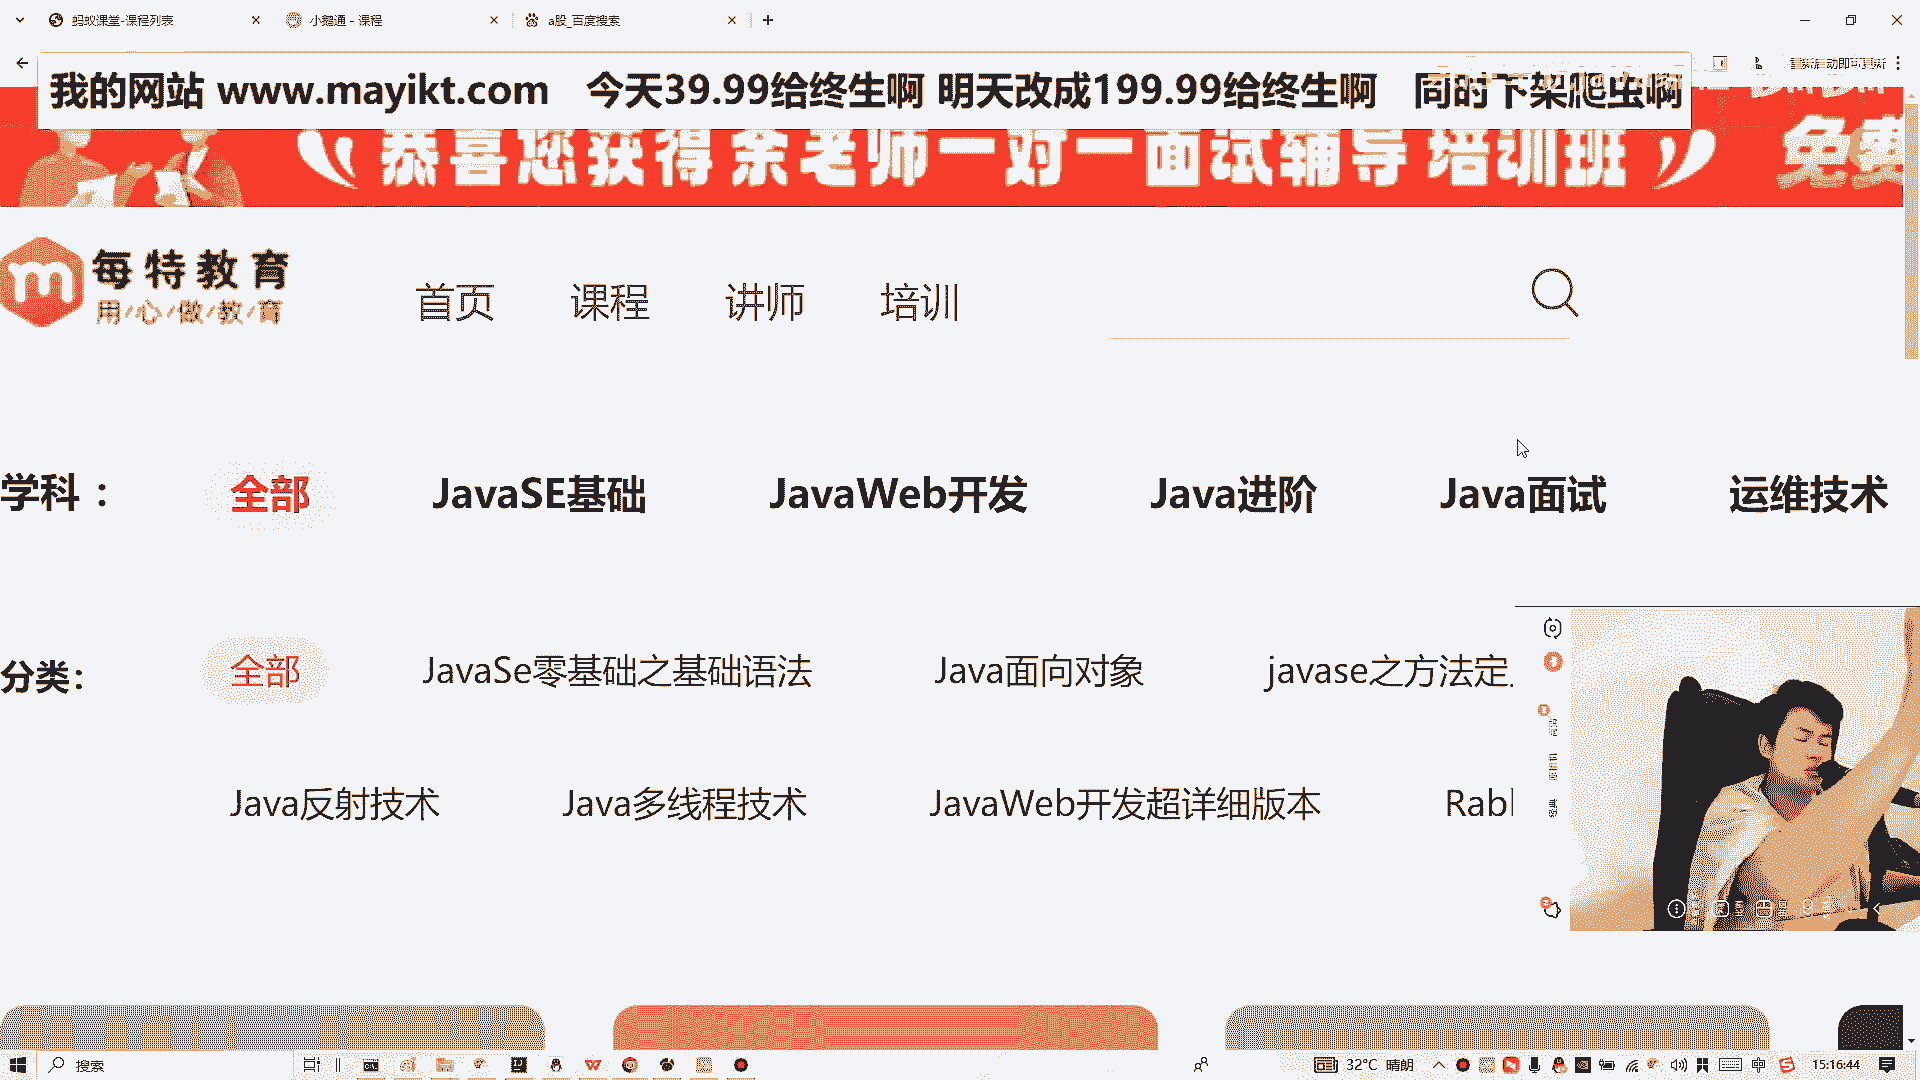 蚂蚁课堂-课程列表
小鹅通 - 课程
a股_百度搜索
我的网站 www.mayikt.com 今天39.99给终生啊 明天改成199.99给终生啊 同时下架爬虫啊
重新启动即可更新
恭喜您获得余老师一对一面试辅导 培训班
免费
每特教育
用/心/做/教/育
首页 课程 讲师 培训
学科 : 全部 JavaSE基础 JavaWeb开发 Java进阶 Java面试 运维技术
分类: 全部 JavaSe零基础之基础语法 Java面向对象 javase之方法定
Java反射技术 Java多线程技术 JavaWeb开发超详细版本 Rab
搜索
32°C 晴朗
中
15:16:44